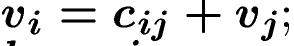 v_i = c_{ij} + v_j;